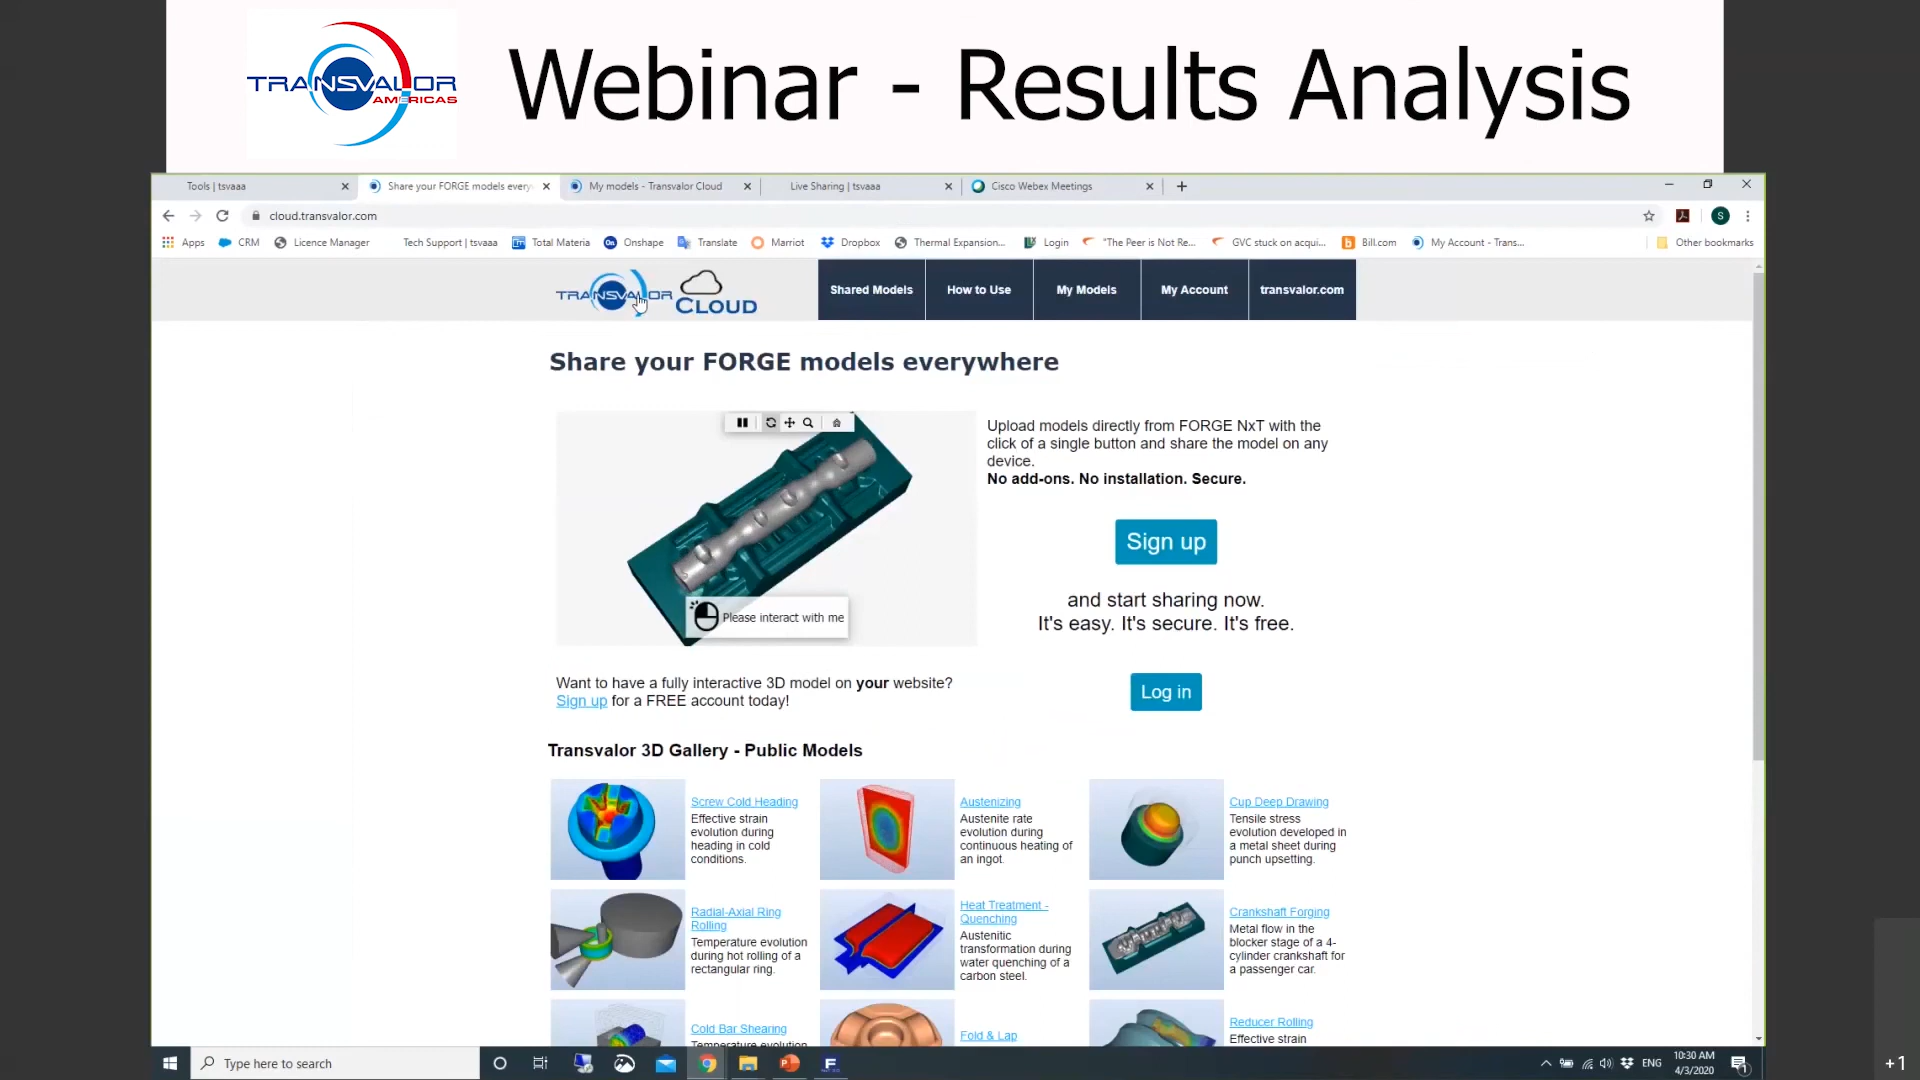 TRANSVALOR
AMERICAS
Webinar - Results Analysis
Tools | tsvaaa
Share your FORGE models every
My models - Transvalor Cloud
Live Sharing | tsvaaa
Cisco Webex Meetings
cloud.transvalor.com
S
Apps
CRM
Licence Manager
Tech Support | tsvaaa
Total Materia
Onshape
Translate
Marriot
Dropbox
Thermal Expansion...
Login
"The Peer is Not Re...
GVC stuck on acqui...
Bill.com
My Account - Trans...
Other bookmarks
TRANSVALOR CLOUD
Shared Models
How to Use
My Models
My Account
transvalor.com
Share your FORGE models everywhere
Please interact with me
Upload models directly from FORGE NxT with the
click of a single button and share the model on any
device.
No add-ons. No installation. Secure.
Sign up
and start sharing now.
It's easy. It's secure. It's free.
Log in
Want to have a fully interactive 3D model on your website?
Sign up for a FREE account today!
Transvalor 3D Gallery - Public Models
Screw Cold Heading
Effective strain
evolution during
heading in cold
conditions.
Austenizing
Austenite rate
evolution during
continuous heating of
an ingot.
Cup Deep Drawing
Tensile stress
evolution developed in
a metal sheet during
punch upsetting.
Radial-Axial Ring
Rolling
Temperature evolution
during hot rolling of a
rectangular ring.
Heat Treatment -
Quenching
Austenitic
transformation during
water quenching of a
carbon steel.
Crankshaft Forging
Metal flow in the
blocker stage of a 4-
cylinder crankshaft for
a passenger car.
Cold Bar Shearing
Temperature evolution
Fold & Lap
Reducer Rolling
Effective strain
Type here to search
ENG
10:30 AM
4/3/2020
+1